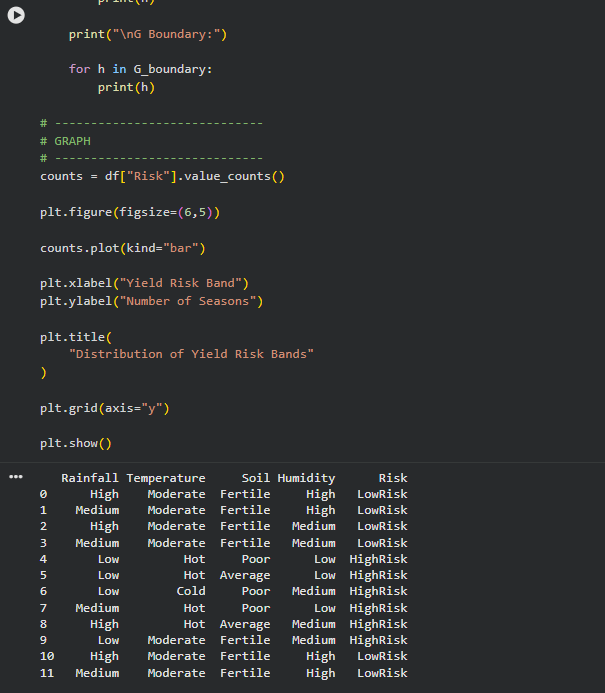 print(h)
print("\nG Boundary:")
for h in G_boundary:
print(h)
# -----------------------------
# GRAPH
# -----------------------------
counts = df["Risk"].value_counts()
plt.figure(figsize=(6,5))
counts.plot(kind="bar")
plt.xlabel("Yield Risk Band")
plt.ylabel("Number of Seasons")
plt.title(
"Distribution of Yield Risk Bands"
)
plt.grid(axis="y")
plt.show()
Rainfall Temperature Soil Humidity Risk
0 High Moderate Fertile High LowRisk
1 Medium Moderate Fertile High LowRisk
2 High Moderate Fertile Medium LowRisk
3 Medium Moderate Fertile Medium LowRisk
4 Low Hot Poor Low HighRisk
5 Low Hot Average Low HighRisk
6 Low Cold Poor Medium HighRisk
7 Medium Hot Poor Low HighRisk
8 High Hot Average Medium HighRisk
9 Low Moderate Fertile Medium HighRisk
10 High Moderate Fertile High LowRisk
11 Medium Moderate Fertile High LowRisk